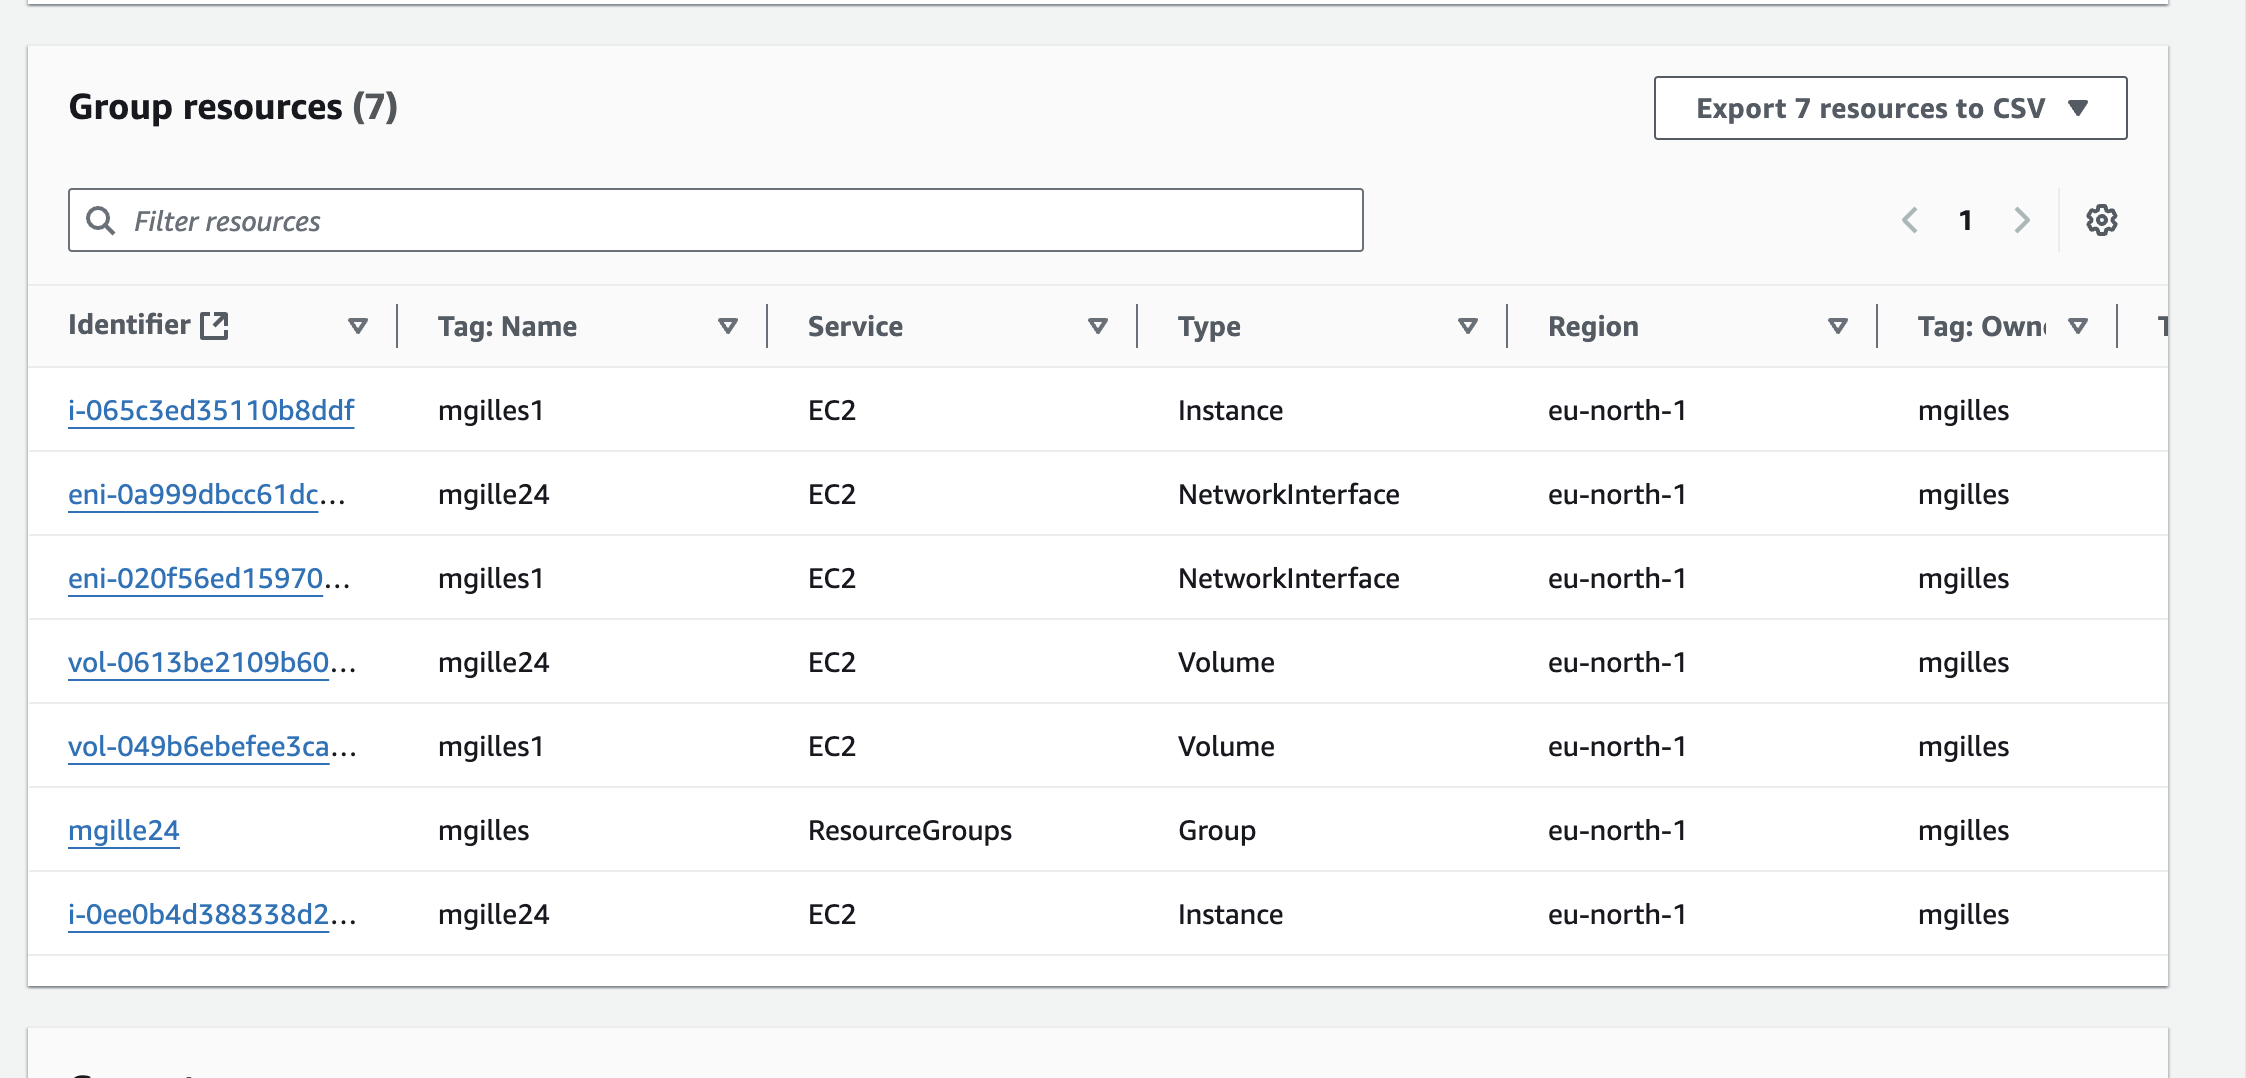 Group resources (7)
Export 7 resources to CSV
Filter resources
1
Identifier Tag: Name Service Type Region Tag: Own
i-065c3ed35110b8ddf mgilles1 EC2 Instance eu-north-1 mgilles
eni-0a999dbcc61dc... mgille24 EC2 NetworkInterface eu-north-1 mgilles
eni-020f56ed15970... mgilles1 EC2 NetworkInterface eu-north-1 mgilles
vol-0613be2109b60... mgille24 EC2 Volume eu-north-1 mgilles
vol-049b6ebefee3ca... mgilles1 EC2 Volume eu-north-1 mgilles
mgille24 mgilles ResourceGroups Group eu-north-1 mgilles
i-0ee0b4d388338d2... mgille24 EC2 Instance eu-north-1 mgilles